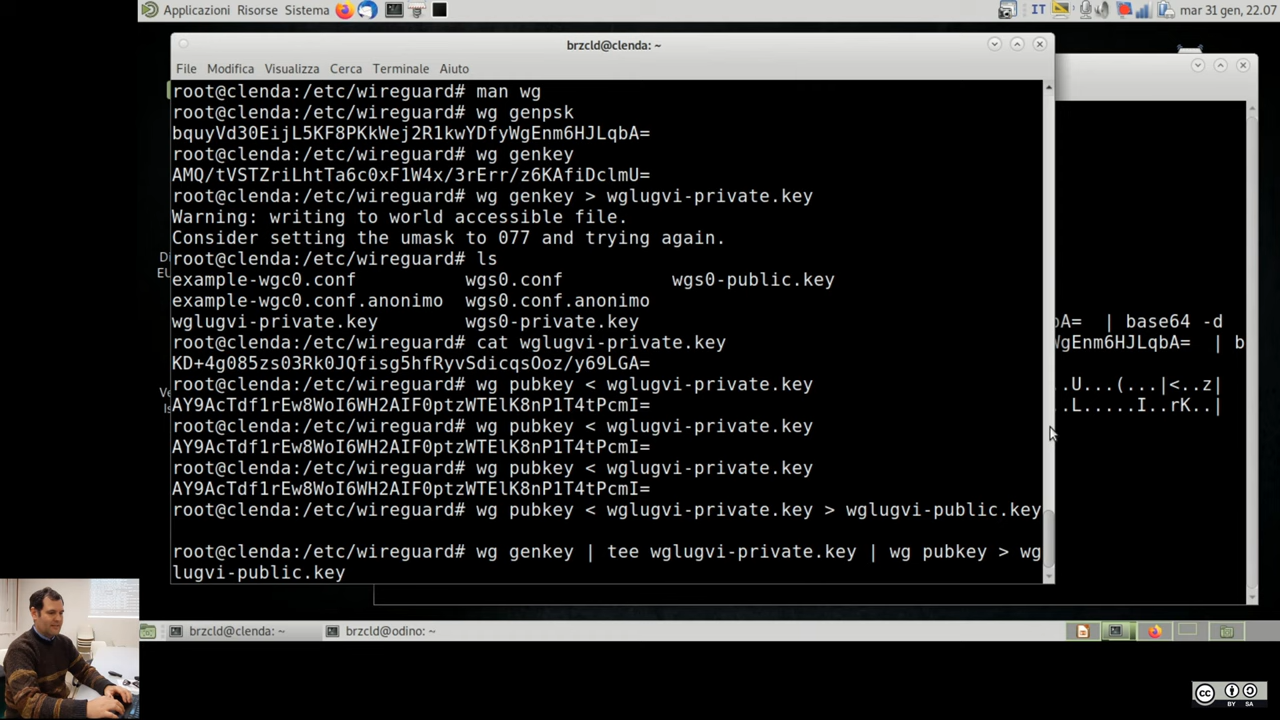 Applicazioni Risorse Sistema
IT
mar 31 gen, 22.07
brzcld@clenda: ~
File Modifica Visualizza Cerca Terminale Aiuto
root@clenda:/etc/wireguard# man wg
root@clenda:/etc/wireguard# wg genpsk
bquyVd30EijL5KF8PKkWej2R1kwYDfyWgEnm6HJLqbA=
root@clenda:/etc/wireguard# wg genkey
AMQ/tVSTZriLhtTa6c0xF1W4x/3rErr/z6KAfiDclmU=
root@clenda:/etc/wireguard# wg genkey > wglugvi-private.key
Warning: writing to world accessible file.
Consider setting the umask to 077 and trying again.
root@clenda:/etc/wireguard# ls
example-wgc0.conf wgs0.conf wgs0-public.key
example-wgc0.conf.anonimo wgs0.conf.anonimo
wglugvi-private.key wgs0-private.key
root@clenda:/etc/wireguard# cat wglugvi-private.key
KD+4g085zs03Rk0JQfisg5hfRyvSdicqsOoz/y69LGA=
root@clenda:/etc/wireguard# wg pubkey < wglugvi-private.key
AY9AcTdf1rEw8WoI6WH2AIF0ptzWTElK8nP1T4tPcmI=
root@clenda:/etc/wireguard# wg pubkey < wglugvi-private.key
AY9AcTdf1rEw8WoI6WH2AIF0ptzWTElK8nP1T4tPcmI=
root@clenda:/etc/wireguard# wg pubkey < wglugvi-private.key
AY9AcTdf1rEw8WoI6WH2AIF0ptzWTElK8nP1T4tPcmI=
root@clenda:/etc/wireguard# wg pubkey < wglugvi-private.key > wglugvi-public.key
root@clenda:/etc/wireguard# wg genkey | tee wglugvi-private.key | wg pubkey > wg
lugvi-public.key
bA= | base64 -d
WgEnm6HJLqbA= | b
..U...(...|<..z|
..L.....I..rK..|
brzcld@clenda: ~
brzcld@odino: ~
cc BY SA